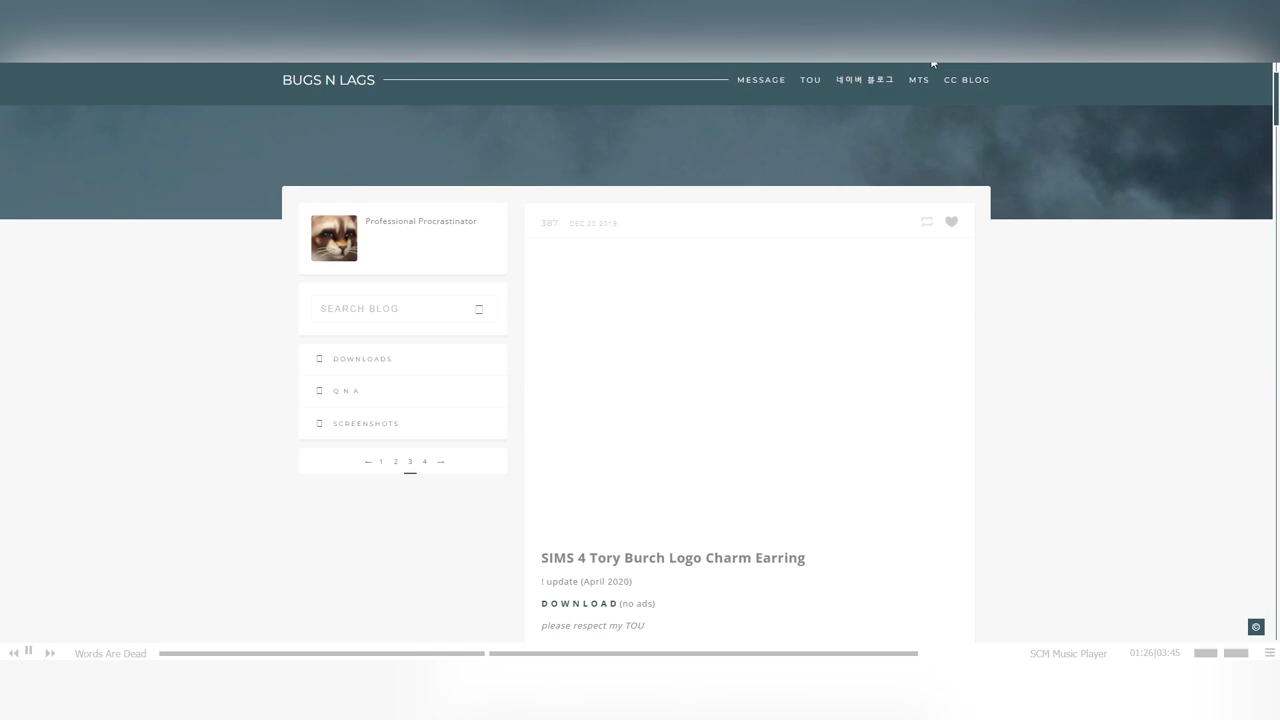 BUGS N LAGS
MESSAGE TOU 네이버 블로그 MTS CC BLOG
Professional Procrastinator
SEARCH BLOG
DOWNLOADS
Q N A
SCREENSHOTS
← 1 2 3 4 →
387 DEC 20 2019
SIMS 4 Tory Burch Logo Charm Earring
! update (April 2020)
DOWNLOAD (no ads)
please respect my TOU
Words Are Dead
SCM Music Player 01:26|03:45